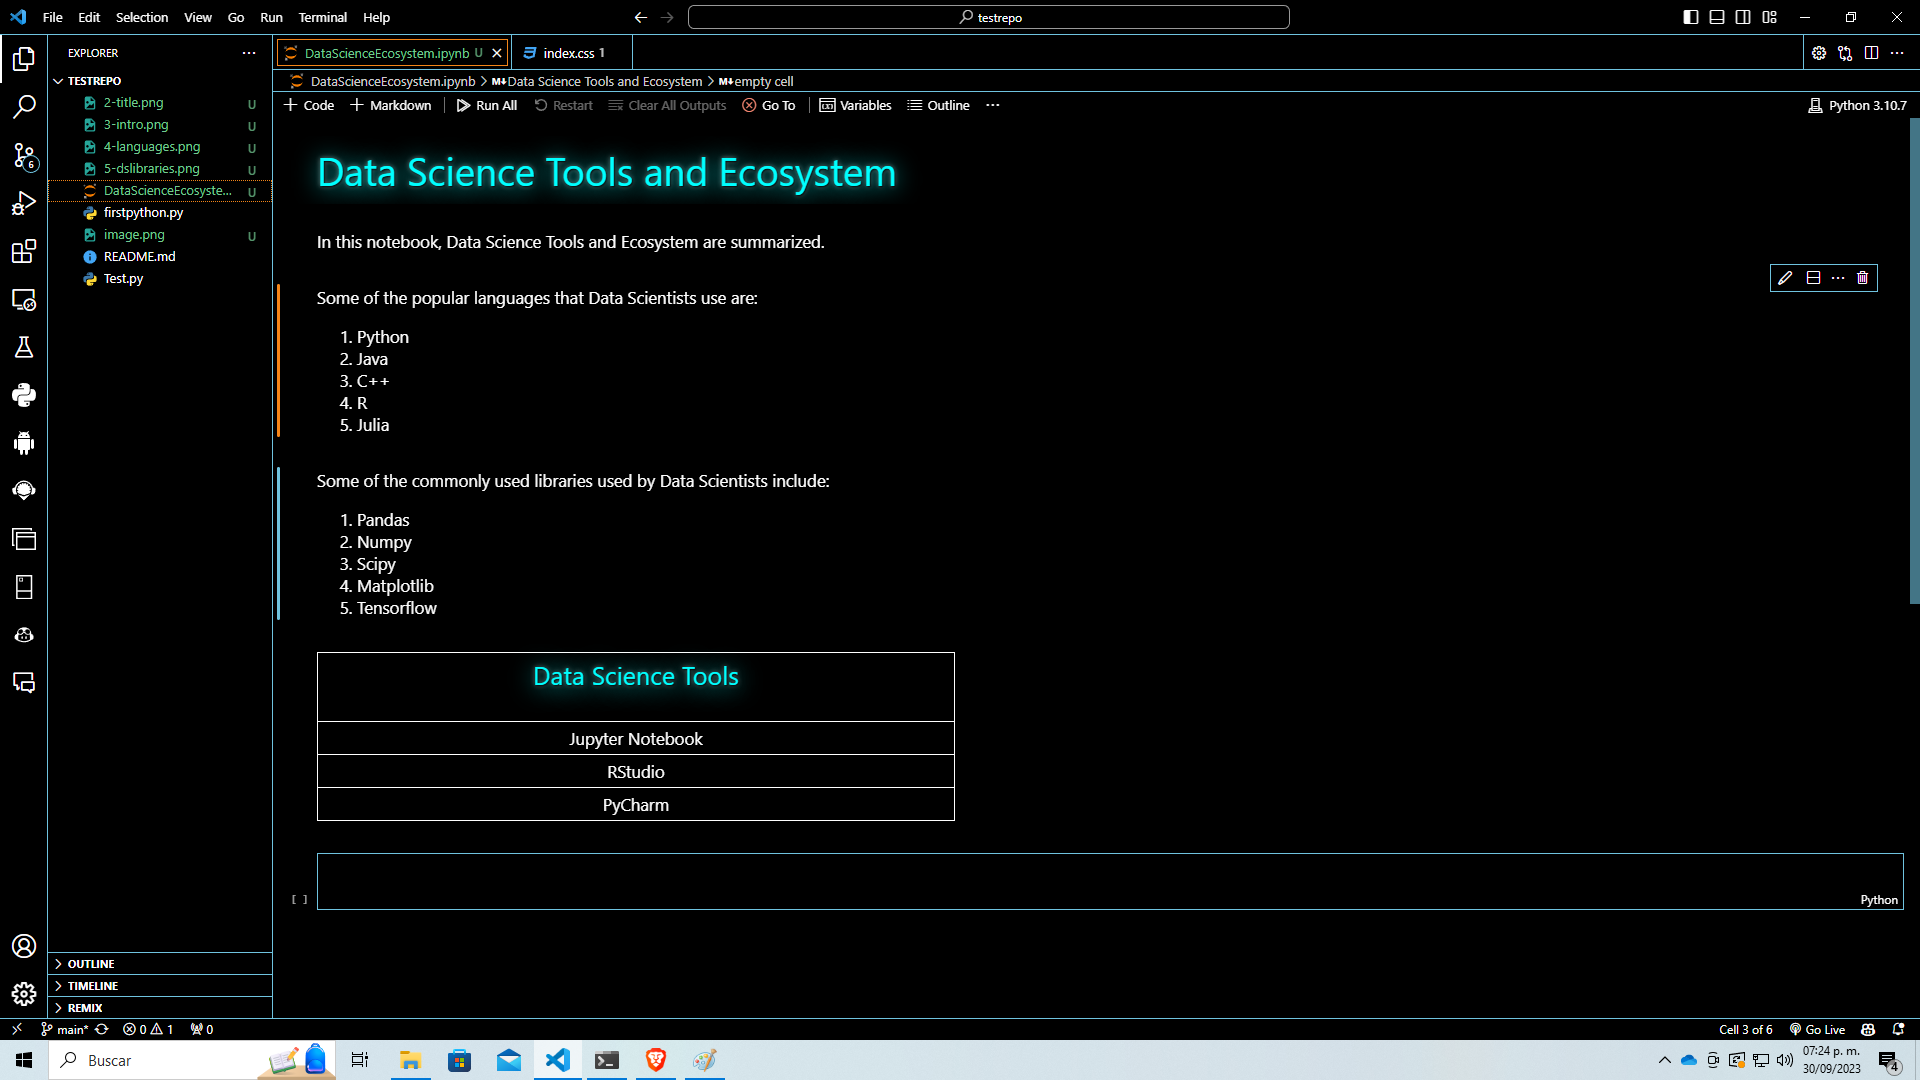 File Edit Selection View Go Run Terminal Help
testrepo
EXPLORER
DataScienceEcosystem.ipynb U
index.css 1
TESTREPO
DataScienceEcosystem.ipynb > M Data Science Tools and Ecosystem > M empty cell
2-title.png U
3-intro.png U
4-languages.png U
5-dslibraries.png U
DataScienceEcosyste... U
firstpython.py
image.png U
README.md
Test.py
Code Markdown Run All Restart Clear All Outputs Go To Variables Outline ...
Python 3.10.7
Data Science Tools and Ecosystem
In this notebook, Data Science Tools and Ecosystem are summarized.
Some of the popular languages that Data Scientists use are:
1. Python
2. Java
3. C++
4. R
5. Julia
Some of the commonly used libraries used by Data Scientists include:
1. Pandas
2. Numpy
3. Scipy
4. Matplotlib
5. Tensorflow
Data Science Tools
Jupyter Notebook
RStudio
PyCharm
[ ]
Python
OUTLINE
TIMELINE
REMIX
6
main* 0 1 0
Cell 3 of 6 Go Live
Buscar
07:24 p. m.
30/09/2023
4